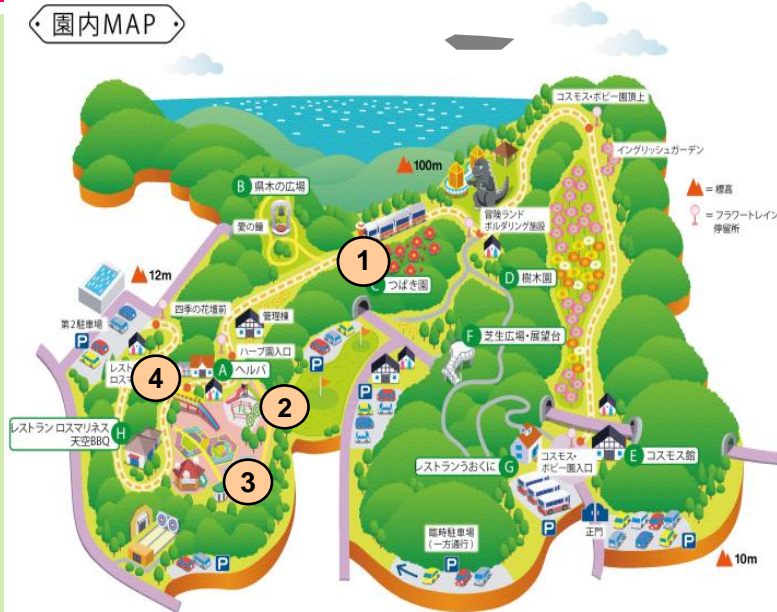 園内MAP
コスモス・ポピー園頂上
イングリッシュガーデン
100m
= 標高
= フラワートレイン
停留所
B 県木の広場
愛の鐘
冒険ランド
ボルダリング施設
1
C つばき園
D 樹木園
12m
四季の花壇前
管理棟
第2駐車場
P
ハーブ園入口
P
F 芝生広場・展望台
レスト
ロスマ
4
A ヘルバ
2
P
レストラン ロスマリネス
天空BBQ H
3
レストランうおくに G
コスモス・
ポピー園入口
E コスモス館
P
正門
臨時駐車場
(一方通行)
P
P
P
10m